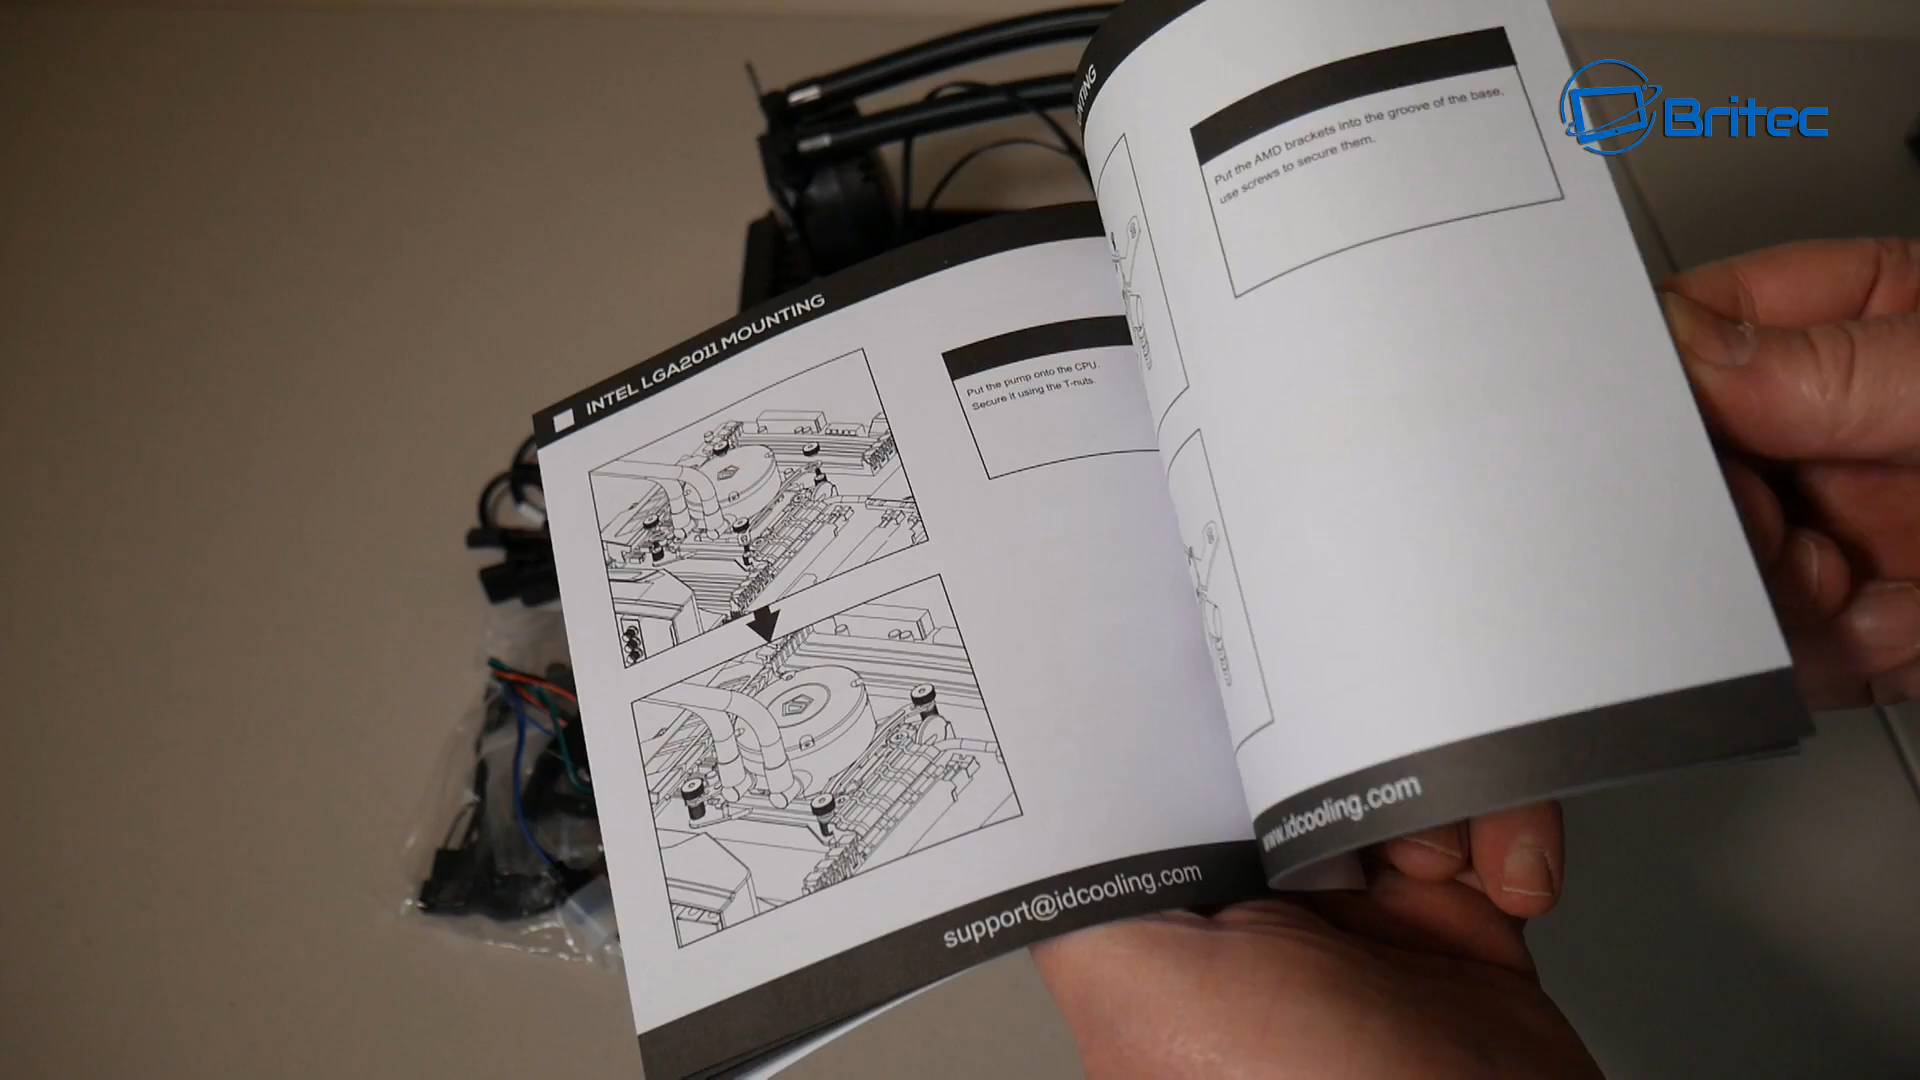 INTEL LGA2011 MOUNTING
Put the pump onto the CPU.
Secure it using the T-nuts.
support@idcooling.com
Put the AMD brackets into the groove of the base,
use screws to secure them.
www.idcooling.com
Britec